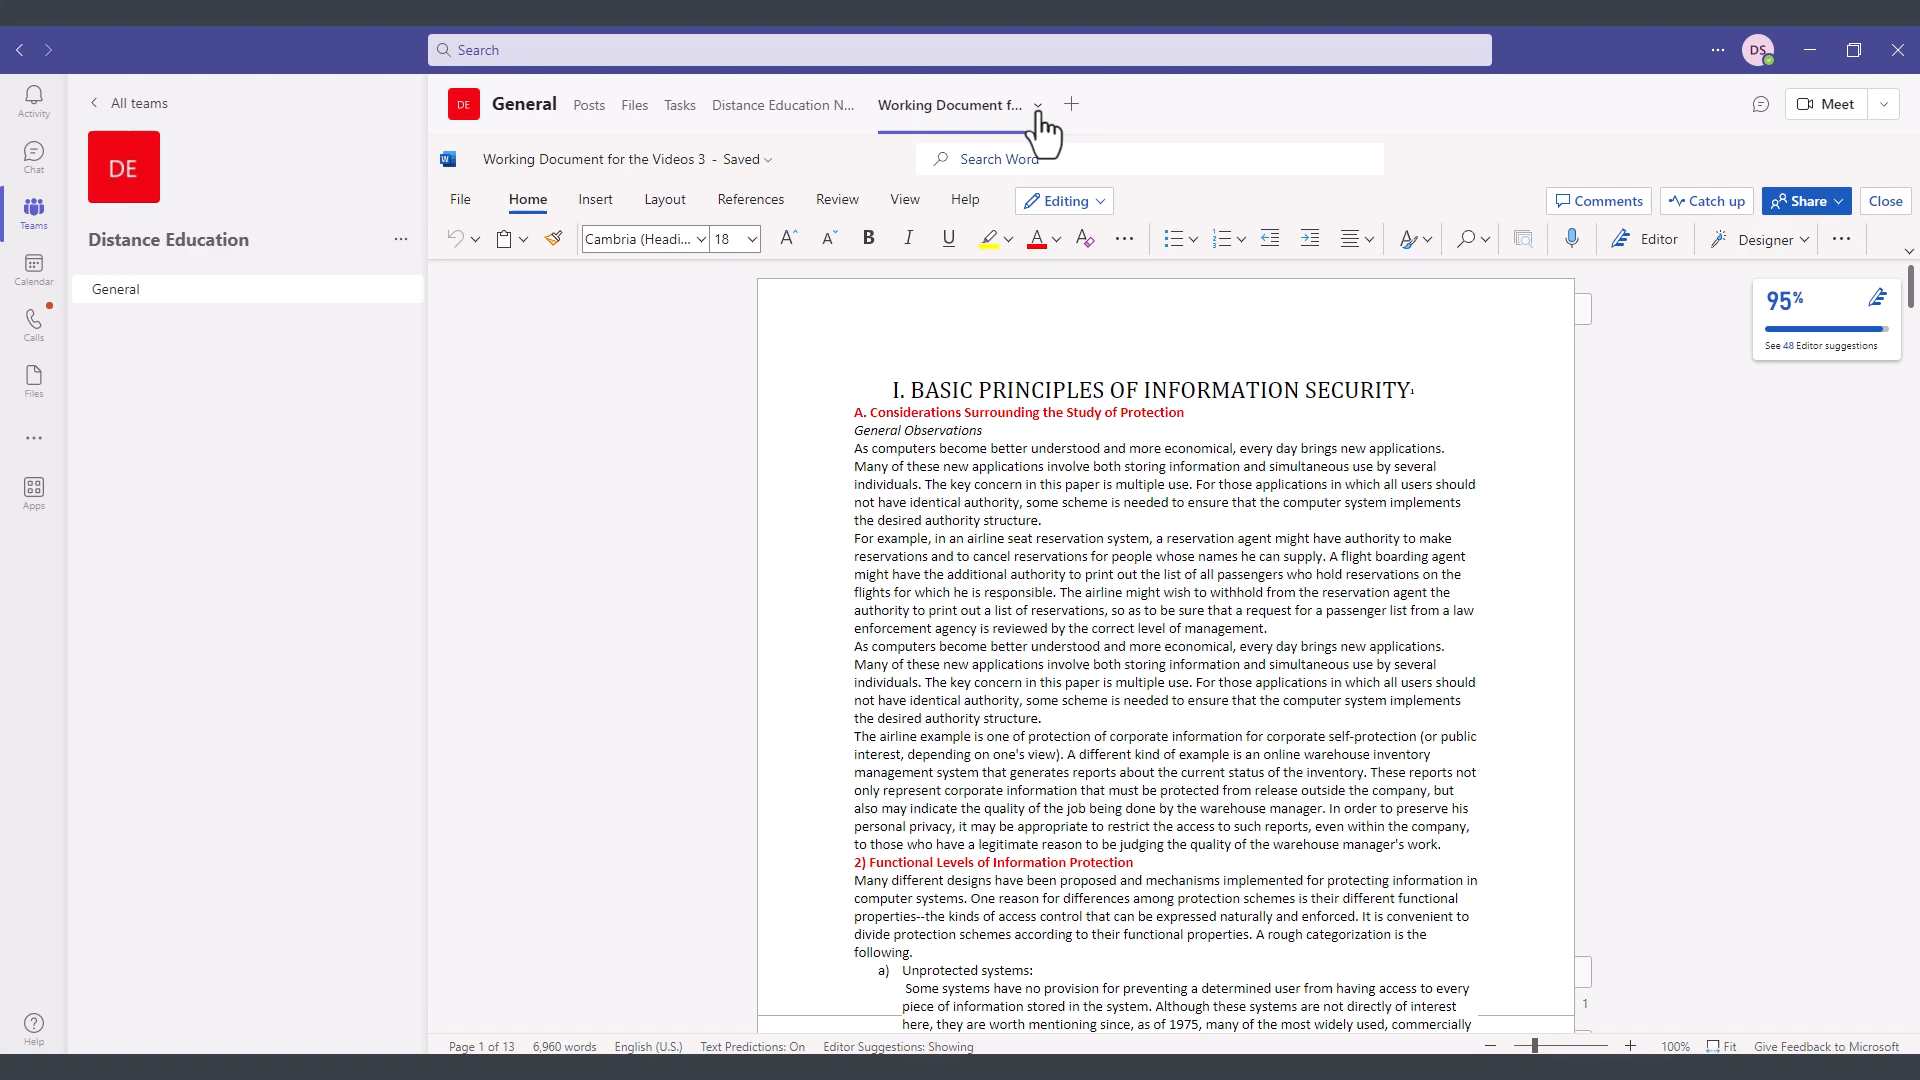 Search
DS
Activity
Chat
Teams
Calendar
Calls
Files
Apps
Help
All teams
DE
Distance Education
General
DE
General
Posts
Files
Tasks
Distance Education N...
Working Document f...
Meet
Working Document for the Videos 3 - Saved
Search Word
File
Home
Insert
Layout
References
Review
View
Help
Editing
Comments
Catch up
Share
Close
Cambria (Headi...
18
Editor
Designer
95%
See 48 Editor suggestions
I. BASIC PRINCIPLES OF INFORMATION SECURITY1
A. Considerations Surrounding the Study of Protection
General Observations
As computers become better understood and more economical, every day brings new applications.
Many of these new applications involve both storing information and simultaneous use by several
individuals. The key concern in this paper is multiple use. For those applications in which all users should
not have identical authority, some scheme is needed to ensure that the computer system implements
the desired authority structure.
For example, in an airline seat reservation system, a reservation agent might have authority to make
reservations and to cancel reservations for people whose names he can supply. A flight boarding agent
might have the additional authority to print out the list of all passengers who hold reservations on the
flights for which he is responsible. The airline might wish to withhold from the reservation agent the
authority to print out a list of reservations, so as to be sure that a request for a passenger list from a law
enforcement agency is reviewed by the correct level of management.
As computers become better understood and more economical, every day brings new applications.
Many of these new applications involve both storing information and simultaneous use by several
individuals. The key concern in this paper is multiple use. For those applications in which all users should
not have identical authority, some scheme is needed to ensure that the computer system implements
the desired authority structure.
The airline example is one of protection of corporate information for corporate self-protection (or public
interest, depending on one's view). A different kind of example is an online warehouse inventory
management system that generates reports about the current status of the inventory. These reports not
only represent corporate information that must be protected from release outside the company, but
also may indicate the quality of the job being done by the warehouse manager. In order to preserve his
personal privacy, it may be appropriate to restrict the access to such reports, even within the company,
to those who have a legitimate reason to be judging the quality of the warehouse manager's work.
2) Functional Levels of Information Protection
Many different designs have been proposed and mechanisms implemented for protecting information in
computer systems. One reason for differences among protection schemes is their different functional
properties--the kinds of access control that can be expressed naturally and enforced. It is convenient to
divide protection schemes according to their functional properties. A rough categorization is the
following.
a) Unprotected systems:
Some systems have no provision for preventing a determined user from having access to every
piece of information stored in the system. Although these systems are not directly of interest
here, they are worth mentioning since, as of 1975, many of the most widely used, commercially
1
Page 1 of 13
6,960 words
English (U.S.)
Text Predictions: On
Editor Suggestions: Showing
100%
Fit
Give Feedback to Microsoft